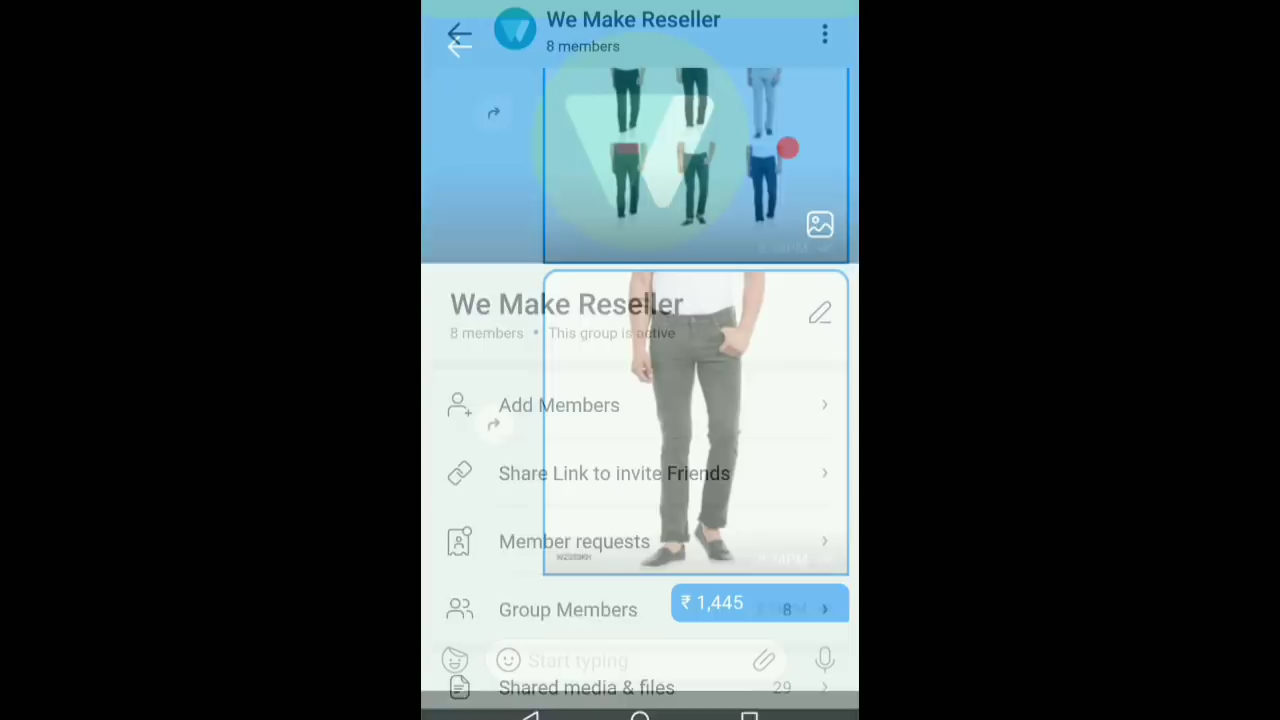 We Make Reseller
8 members
We Make Reseller
8 members • This group is active
Add Members
Share Link to invite Friends
Member requests
Group Members 8
₹ 1,445
Start typing
Shared media & files 29